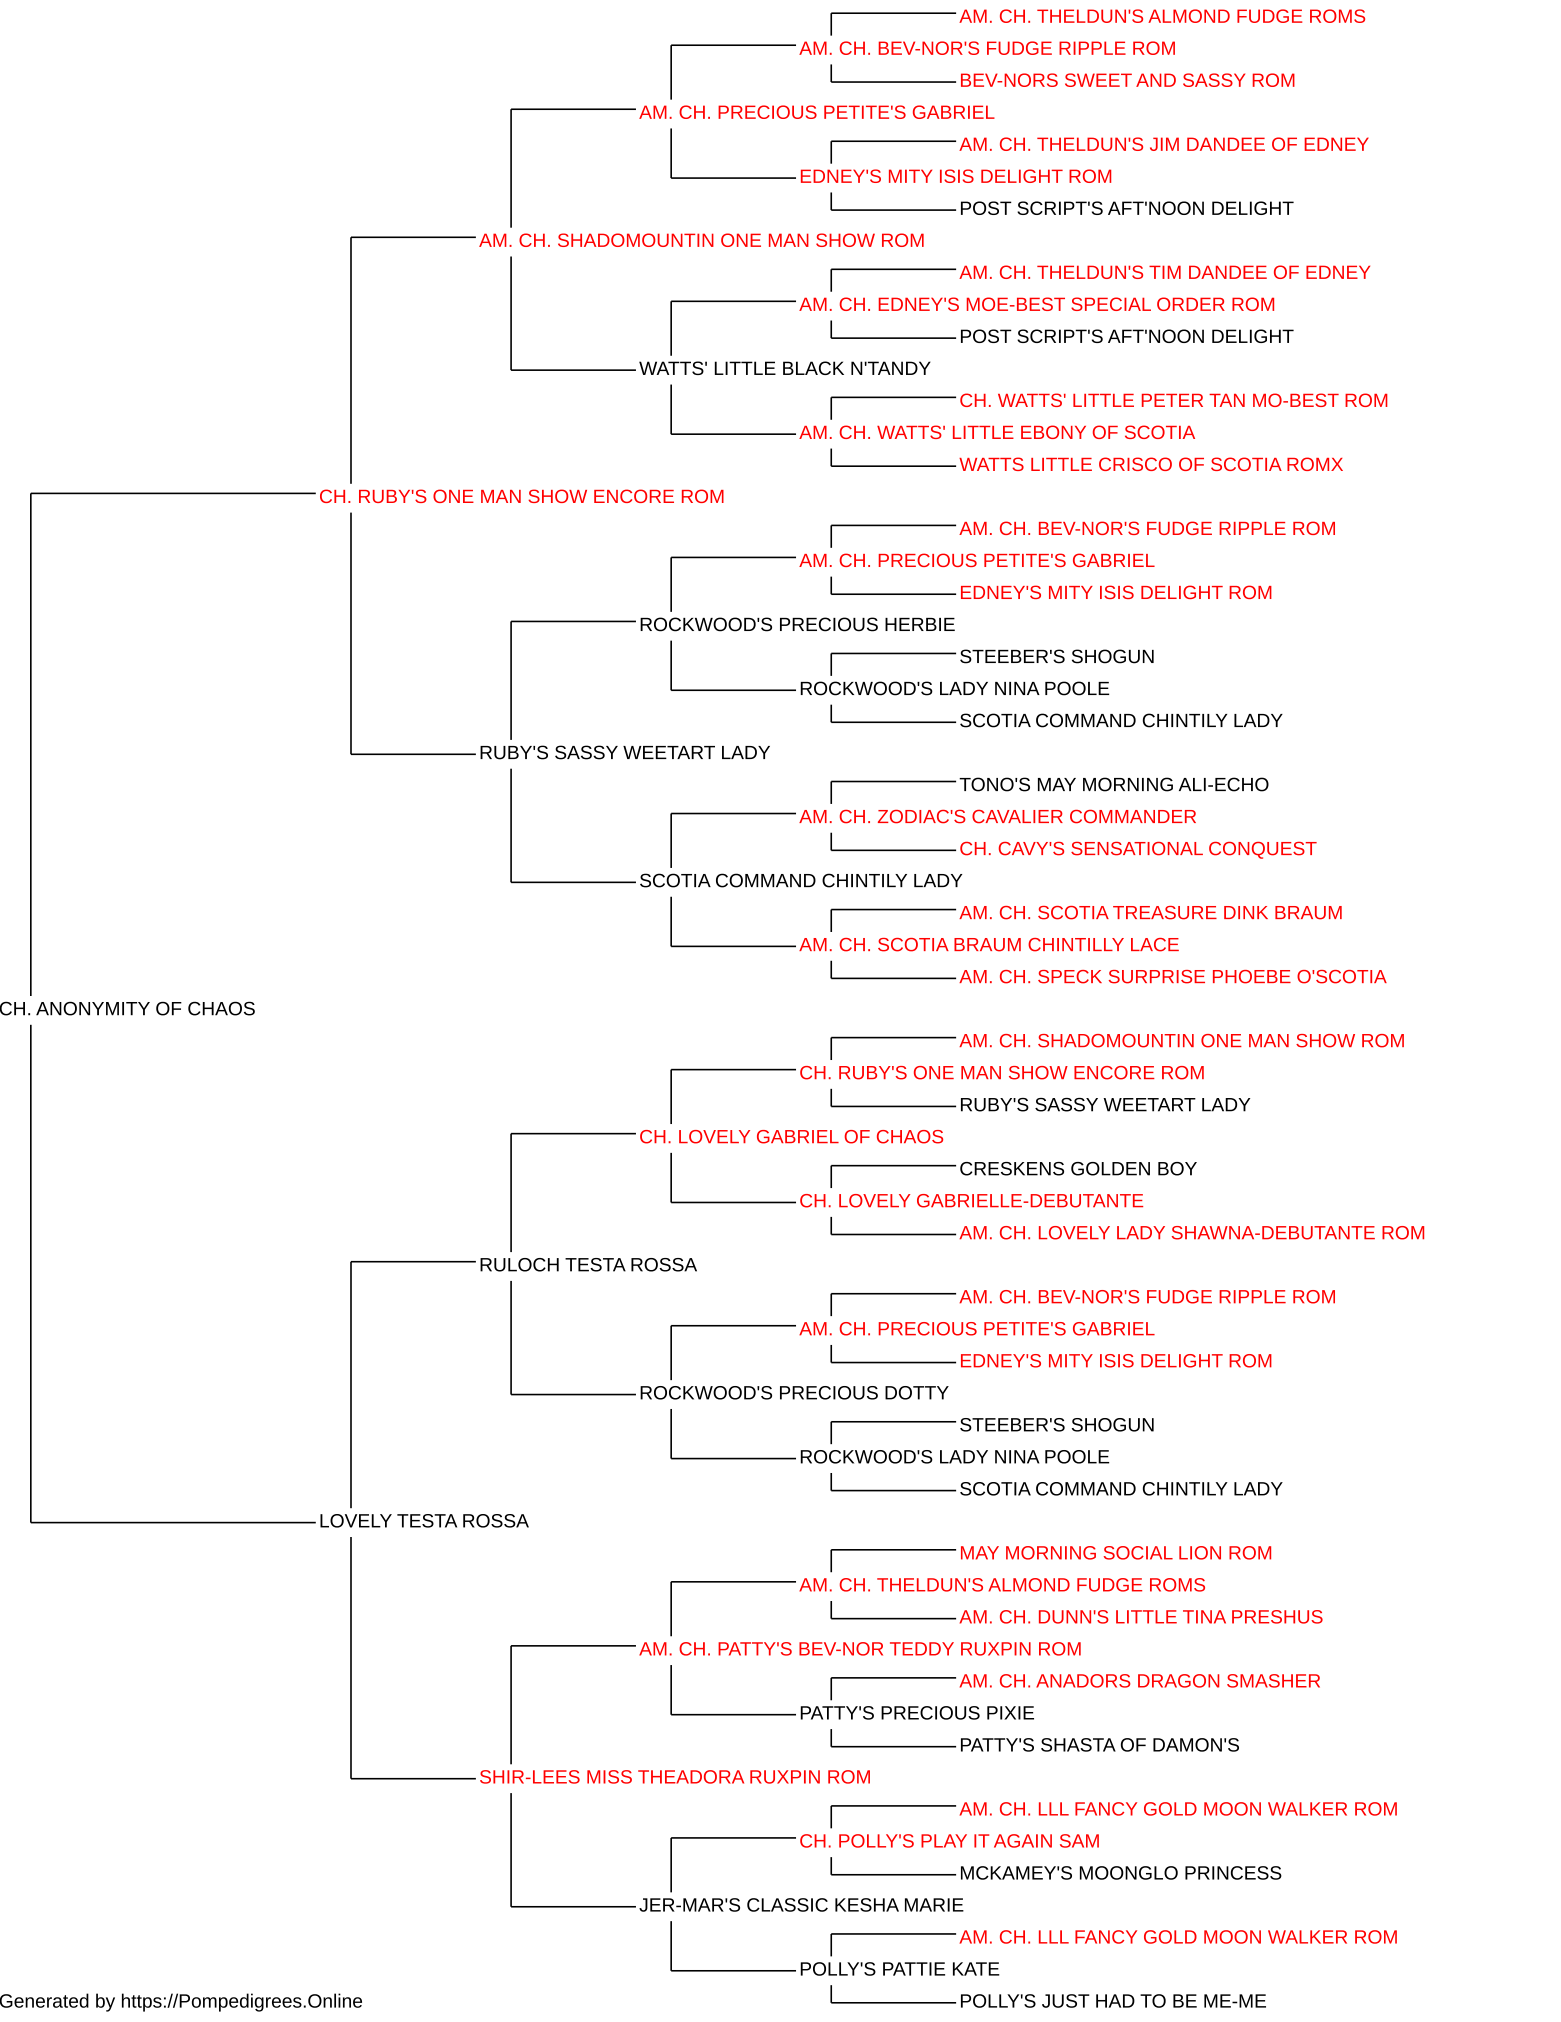 AM. CH. THELDUN'S ALMOND FUDGE ROMS
AM. CH. BEV-NOR'S FUDGE RIPPLE ROM
BEV-NORS SWEET AND SASSY ROM
AM. CH. PRECIOUS PETITE'S GABRIEL
AM. CH. THELDUN'S JIM DANDEE OF EDNEY
EDNEY'S MITY ISIS DELIGHT ROM
POST SCRIPT'S AFT'NOON DELIGHT
AM. CH. SHADOMOUNTIN ONE MAN SHOW ROM
AM. CH. THELDUN'S TIM DANDEE OF EDNEY
AM. CH. EDNEY'S MOE-BEST SPECIAL ORDER ROM
POST SCRIPT'S AFT'NOON DELIGHT
WATTS' LITTLE BLACK N'TANDY
CH. WATTS' LITTLE PETER TAN MO-BEST ROM
AM. CH. WATTS' LITTLE EBONY OF SCOTIA
WATTS LITTLE CRISCO OF SCOTIA ROMX
CH. RUBY'S ONE MAN SHOW ENCORE ROM
AM. CH. BEV-NOR'S FUDGE RIPPLE ROM
AM. CH. PRECIOUS PETITE'S GABRIEL
EDNEY'S MITY ISIS DELIGHT ROM
ROCKWOOD'S PRECIOUS HERBIE
STEEBER'S SHOGUN
ROCKWOOD'S LADY NINA POOLE
SCOTIA COMMAND CHINTILY LADY
RUBY'S SASSY WEETART LADY
TONO'S MAY MORNING ALI-ECHO
AM. CH. ZODIAC'S CAVALIER COMMANDER
CH. CAVY'S SENSATIONAL CONQUEST
SCOTIA COMMAND CHINTILY LADY
AM. CH. SCOTIA TREASURE DINK BRAUM
AM. CH. SCOTIA BRAUM CHINTILLY LACE
AM. CH. SPECK SURPRISE PHOEBE O'SCOTIA
CH. ANONYMITY OF CHAOS
AM. CH. SHADOMOUNTIN ONE MAN SHOW ROM
CH. RUBY'S ONE MAN SHOW ENCORE ROM
RUBY'S SASSY WEETART LADY
CH. LOVELY GABRIEL OF CHAOS
CRESKENS GOLDEN BOY
CH. LOVELY GABRIELLE-DEBUTANTE
AM. CH. LOVELY LADY SHAWNA-DEBUTANTE ROM
RULOCH TESTA ROSSA
AM. CH. BEV-NOR'S FUDGE RIPPLE ROM
AM. CH. PRECIOUS PETITE'S GABRIEL
EDNEY'S MITY ISIS DELIGHT ROM
ROCKWOOD'S PRECIOUS DOTTY
STEEBER'S SHOGUN
ROCKWOOD'S LADY NINA POOLE
SCOTIA COMMAND CHINTILY LADY
LOVELY TESTA ROSSA
MAY MORNING SOCIAL LION ROM
AM. CH. THELDUN'S ALMOND FUDGE ROMS
AM. CH. DUNN'S LITTLE TINA PRESHUS
AM. CH. PATTY'S BEV-NOR TEDDY RUXPIN ROM
AM. CH. ANADORS DRAGON SMASHER
PATTY'S PRECIOUS PIXIE
PATTY'S SHASTA OF DAMON'S
SHIR-LEES MISS THEADORA RUXPIN ROM
AM. CH. LLL FANCY GOLD MOON WALKER ROM
CH. POLLY'S PLAY IT AGAIN SAM
MCKAMEY'S MOONGLO PRINCESS
JER-MAR'S CLASSIC KESHA MARIE
AM. CH. LLL FANCY GOLD MOON WALKER ROM
POLLY'S PATTIE KATE
POLLY'S JUST HAD TO BE ME-ME
Generated by https://Pompedigrees.Online